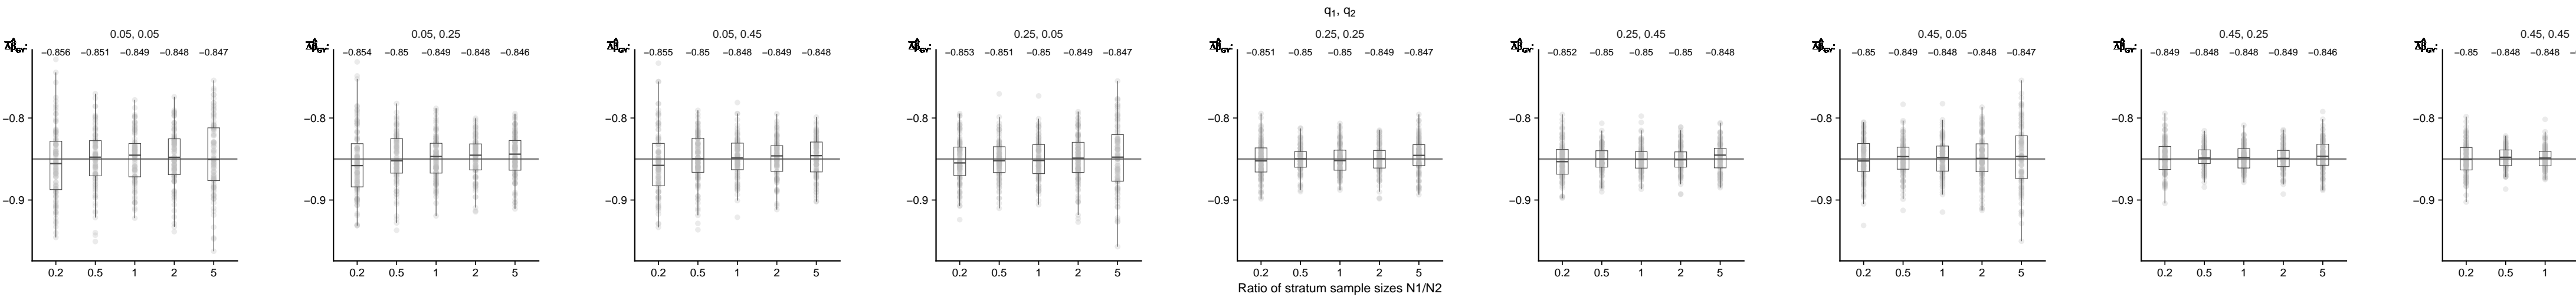 q₁, q₂
0.05, 0.05
0.05, 0.25
0.05, 0.45
0.25, 0.05
0.25, 0.25
0.25, 0.45
0.45, 0.05
0.45, 0.25
0.45, 0.45
−0.856 −0.851 −0.849 −0.848 −0.847
−0.854 −0.85 −0.849 −0.848 −0.846
−0.855 −0.85 −0.848 −0.849 −0.848
−0.853 −0.851 −0.85 −0.849 −0.847
−0.851 −0.85 −0.85 −0.849 −0.847
−0.852 −0.85 −0.85 −0.85 −0.848
−0.85 −0.849 −0.848 −0.848 −0.847
−0.849 −0.848 −0.848 −0.849 −0.846
−0.85 −0.848 −0.848
−0.8 −0.8 −0.8 −0.8 −0.8 −0.8 −0.8 −0.8 −0.8
−0.9 −0.9 −0.9 −0.9 −0.9 −0.9 −0.9 −0.9 −0.9
0.2 0.5 1 2 5
0.2 0.5 1 2 5
0.2 0.5 1 2 5
0.2 0.5 1 2 5
0.2 0.5 1 2 5
0.2 0.5 1 2 5
0.2 0.5 1 2 5
0.2 0.5 1 2 5
0.2 0.5 1
Ratio of stratum sample sizes N1/N2